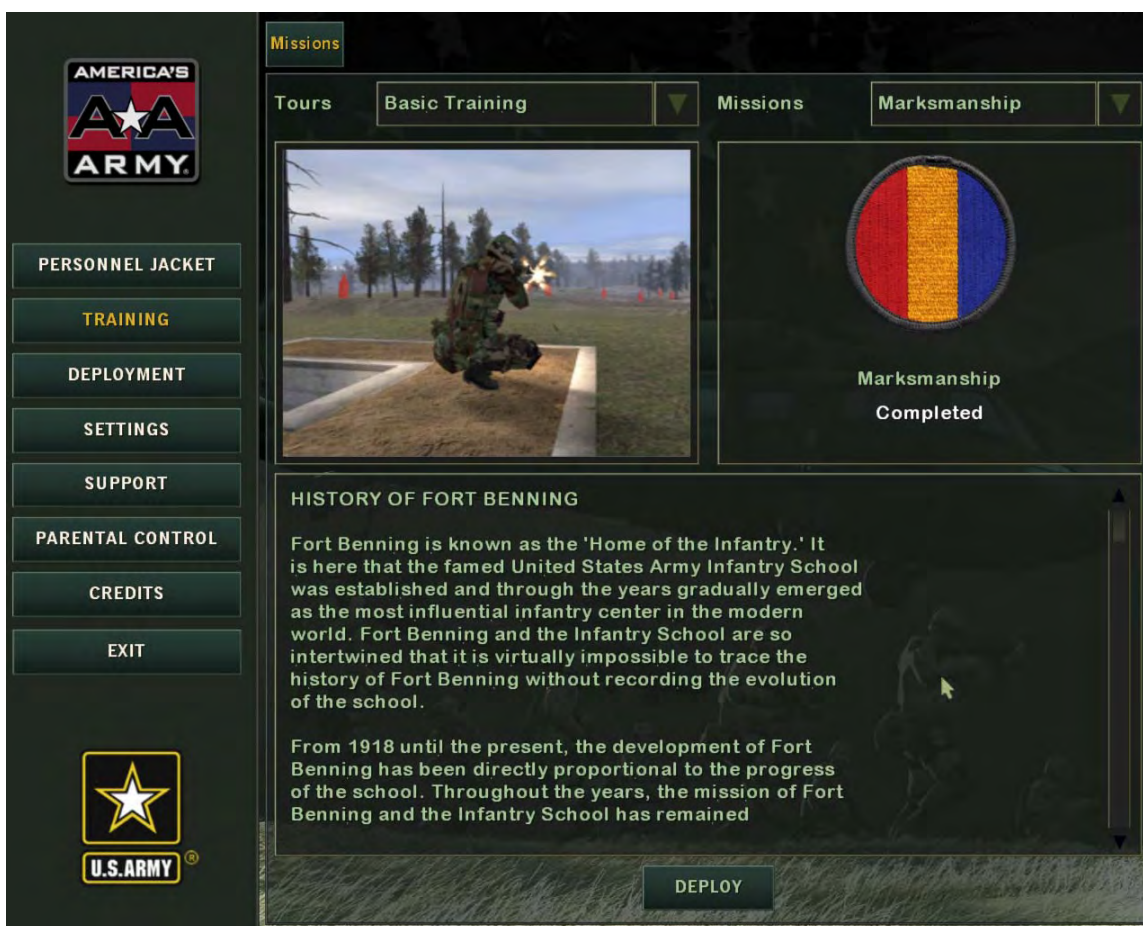 AMERICA'S
AA
ARMY.
PERSONNEL JACKET
TRAINING
DEPLOYMENT
SETTINGS
SUPPORT
PARENTAL CONTROL
CREDITS
EXIT
U.S.ARMY ®
Missions
Tours Basic Training Missions Marksmanship
Marksmanship
Completed
HISTORY OF FORT BENNING
Fort Benning is known as the 'Home of the Infantry.' It
is here that the famed United States Army Infantry School
was established and through the years gradually emerged
as the most influential infantry center in the modern
world. Fort Benning and the Infantry School are so
intertwined that it is virtually impossible to trace the
history of Fort Benning without recording the evolution
of the school.
From 1918 until the present, the development of Fort
Benning has been directly proportional to the progress
of the school. Throughout the years, the mission of Fort
Benning and the Infantry School has remained
DEPLOY